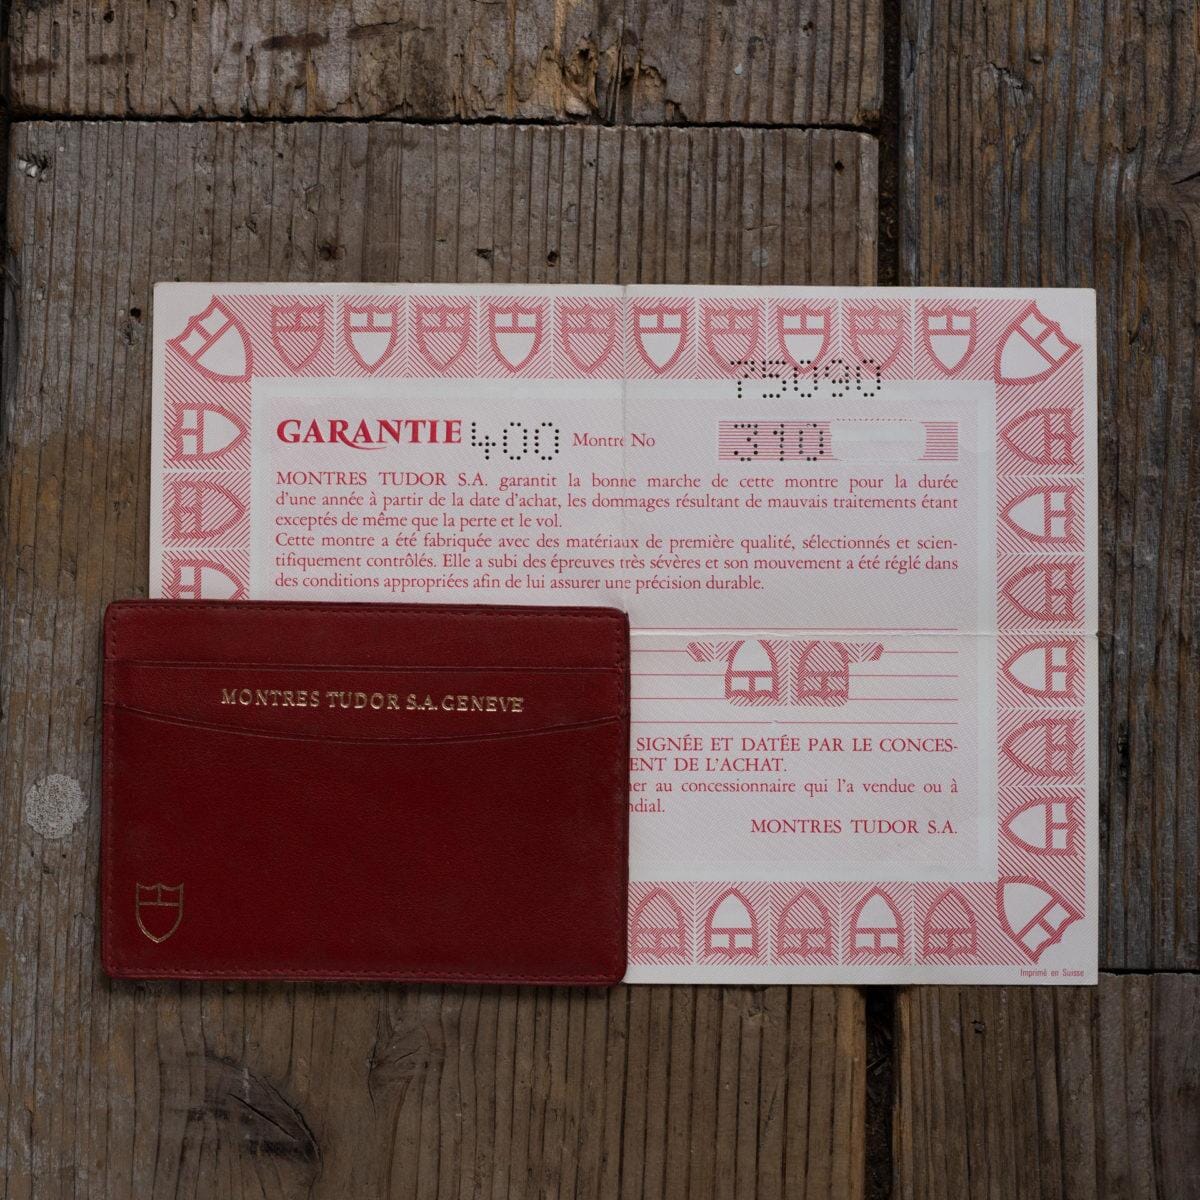 75090
GARANTIE 400 Montre No 310
MONTRES TUDOR S.A. garantit la bonne marche de cette montre pour la durée
d'une année à partir de la date d'achat, les dommages résultant de mauvais traitements étant
exceptés de même que la perte et le vol.
Cette montre a été fabriquée avec des matériaux de première qualité, sélectionnés et scien-
tifiquement contrôlés. Elle a subi des épreuves très sévères et son mouvement a été réglé dans
des conditions appropriées afin de lui assurer une précision durable.
MONTRES TUDOR S.A. GENEVE
SIGNÉE ET DATÉE PAR LE CONCES-
ENT DE L'ACHAT.
er au concessionnaire qui l'a vendue ou à
ndial.
MONTRES TUDOR S.A.
Imprimé en Suisse